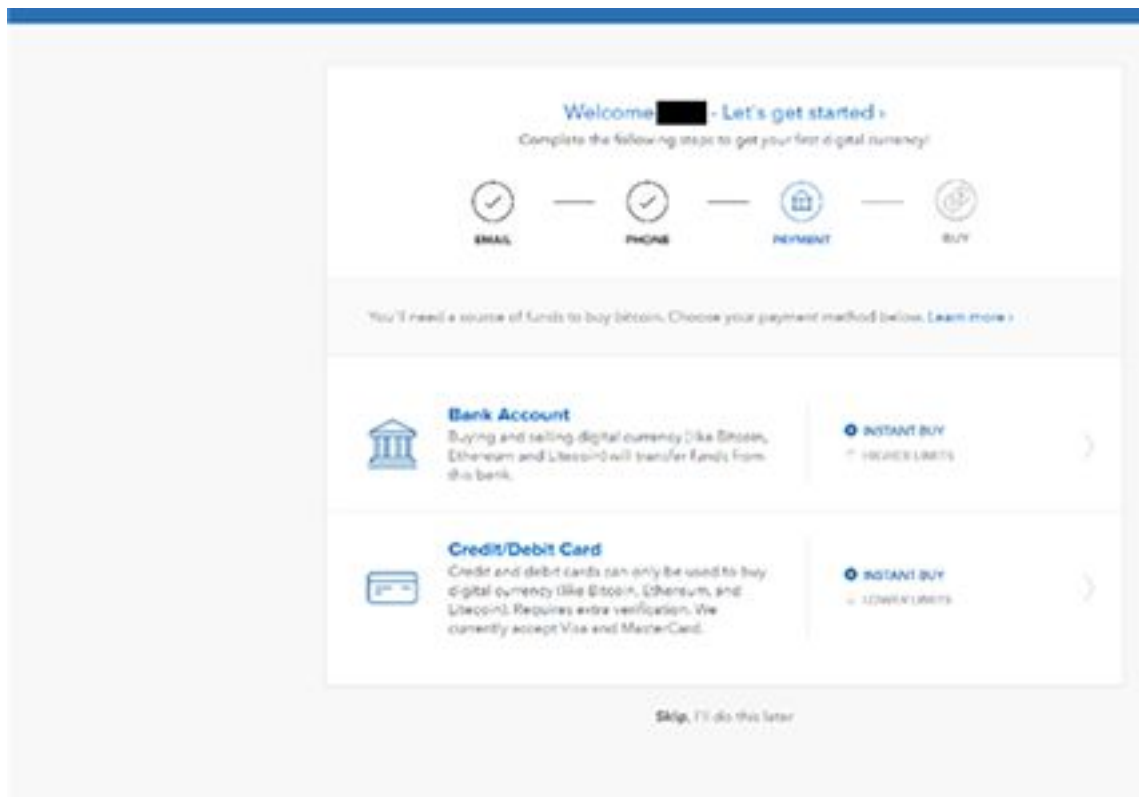 Welcome - Let's get started ›
Complete the following steps to get your first digital currency!
EMAIL
PHONE
PAYMENT
BUY
You'll need a source of funds to buy bitcoin. Choose your payment method below. Learn more ›
Bank Account
Buying and selling digital currency (like Bitcoin,
Ethereum and Litecoin) will transfer funds from
this bank.
INSTANT BUY
HIGHER LIMITS
Credit/Debit Card
Credit and debit cards can only be used to buy
digital currency (like Bitcoin, Ethereum, and
Litecoin). Requires extra verification. We
currently accept Visa and MasterCard.
INSTANT BUY
LOWER LIMITS
Skip, I'll do this later